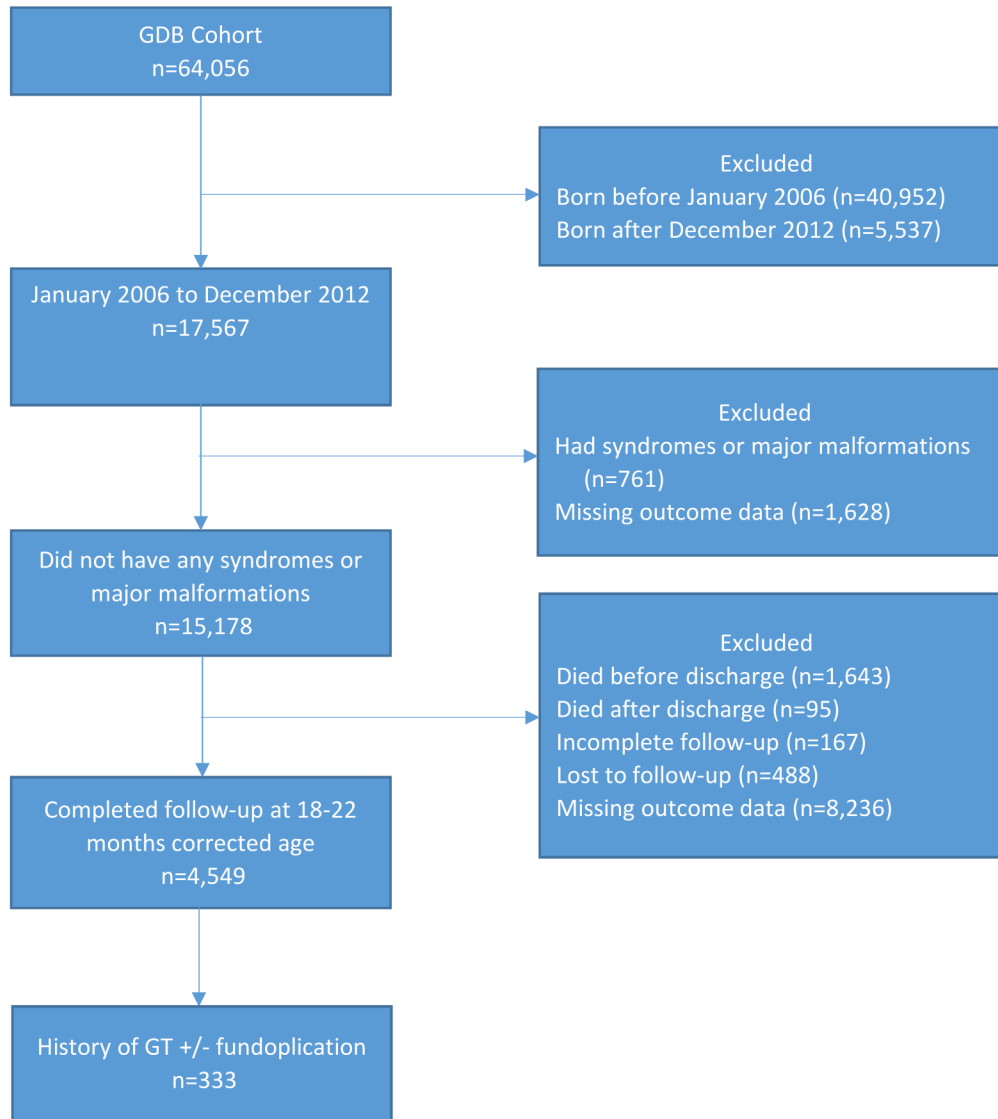 GDB Cohort
n=64,056
Excluded
Born before January 2006 (n=40,952)
Born after December 2012 (n=5,537)
January 2006 to December 2012
n=17,567
Excluded
Had syndromes or major malformations
(n=761)
Missing outcome data (n=1,628)
Did not have any syndromes or
major malformations
n=15,178
Excluded
Died before discharge (n=1,643)
Died after discharge (n=95)
Incomplete follow-up (n=167)
Lost to follow-up (n=488)
Missing outcome data (n=8,236)
Completed follow-up at 18-22
months corrected age
n=4,549
History of GT +/- fundoplication
n=333